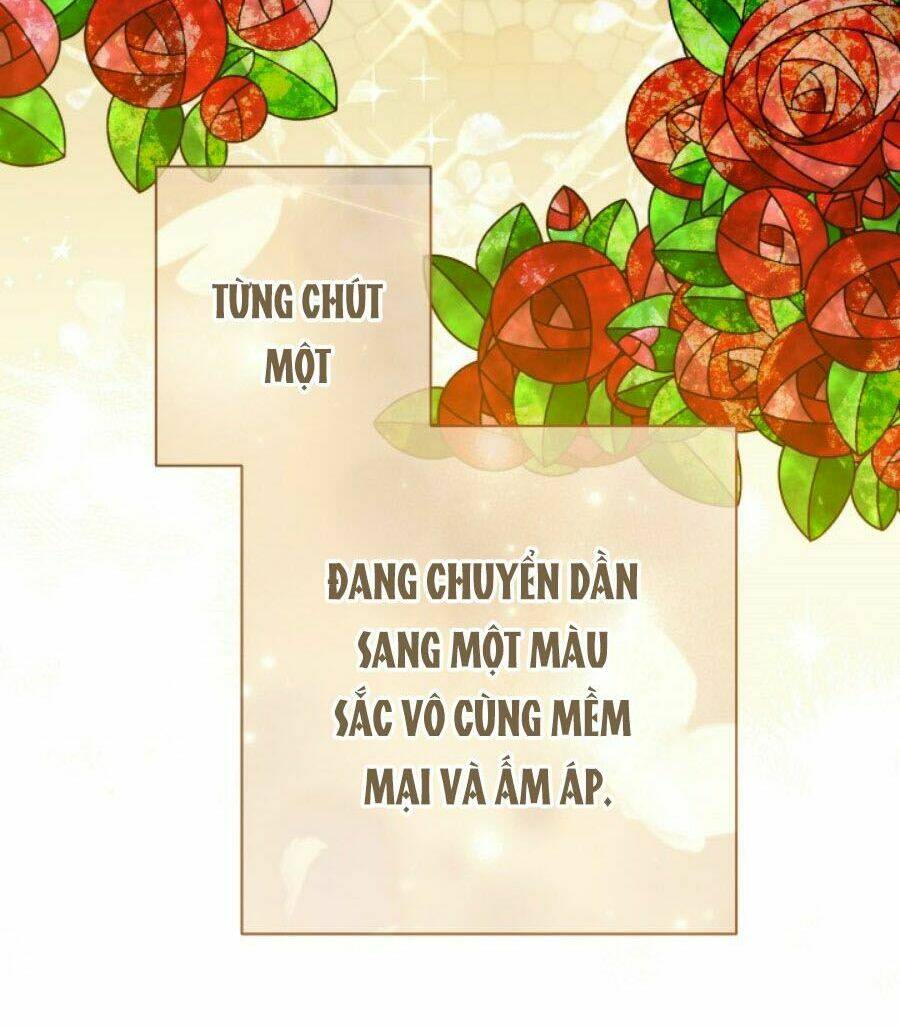 TỪNG CHÚT
MỘT
ĐANG CHUYỂN DẦN
SANG MỘT MÀU
SẮC VÔ CÙNG MỀM
MẠI VÀ ẤM ÁP.